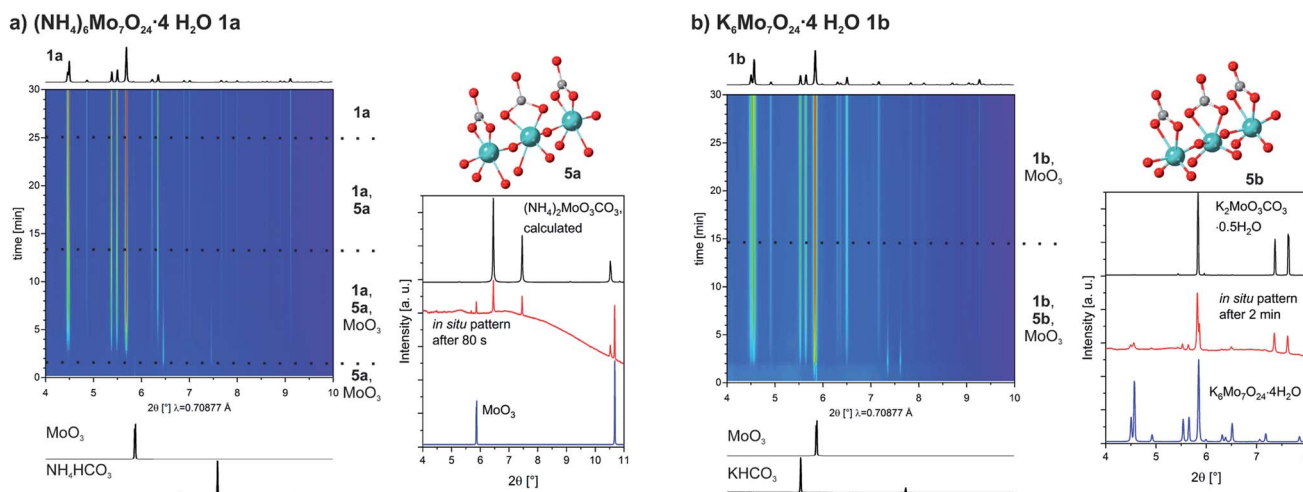 a) (NH₄)₆Mo₇O₂₄·4 H₂O 1a
1a
30
25
20
15
10
5
0
time [min]
4 5 6 7 8 9 10
2θ [°] λ=0.70877 Å
1a
1a,
5a
1a,
5a,
MoO₃
5a,
MoO₃
MoO₃
NH₄HCO₃
5a
(NH₄)₂MoO₃CO₃,
calculated
in situ pattern
after 80 s
MoO₃
Intensity [a. u.]
4 5 6 7 8 9 10 11
2θ [°]
b) K₆Mo₇O₂₄·4 H₂O 1b
1b
30
25
20
15
10
5
0
time [min]
4 5 6 7 8 9 10
2θ [°] λ=0.70877 Å
1b,
MoO₃
1b,
5b,
MoO₃
MoO₃
KHCO₃
5b
K₂MoO₃CO₃
·0.5H₂O
in situ pattern
after 2 min
K₆Mo₇O₂₄·4H₂O
Intensity [a. u.]
4 5 6 7
2θ [°]